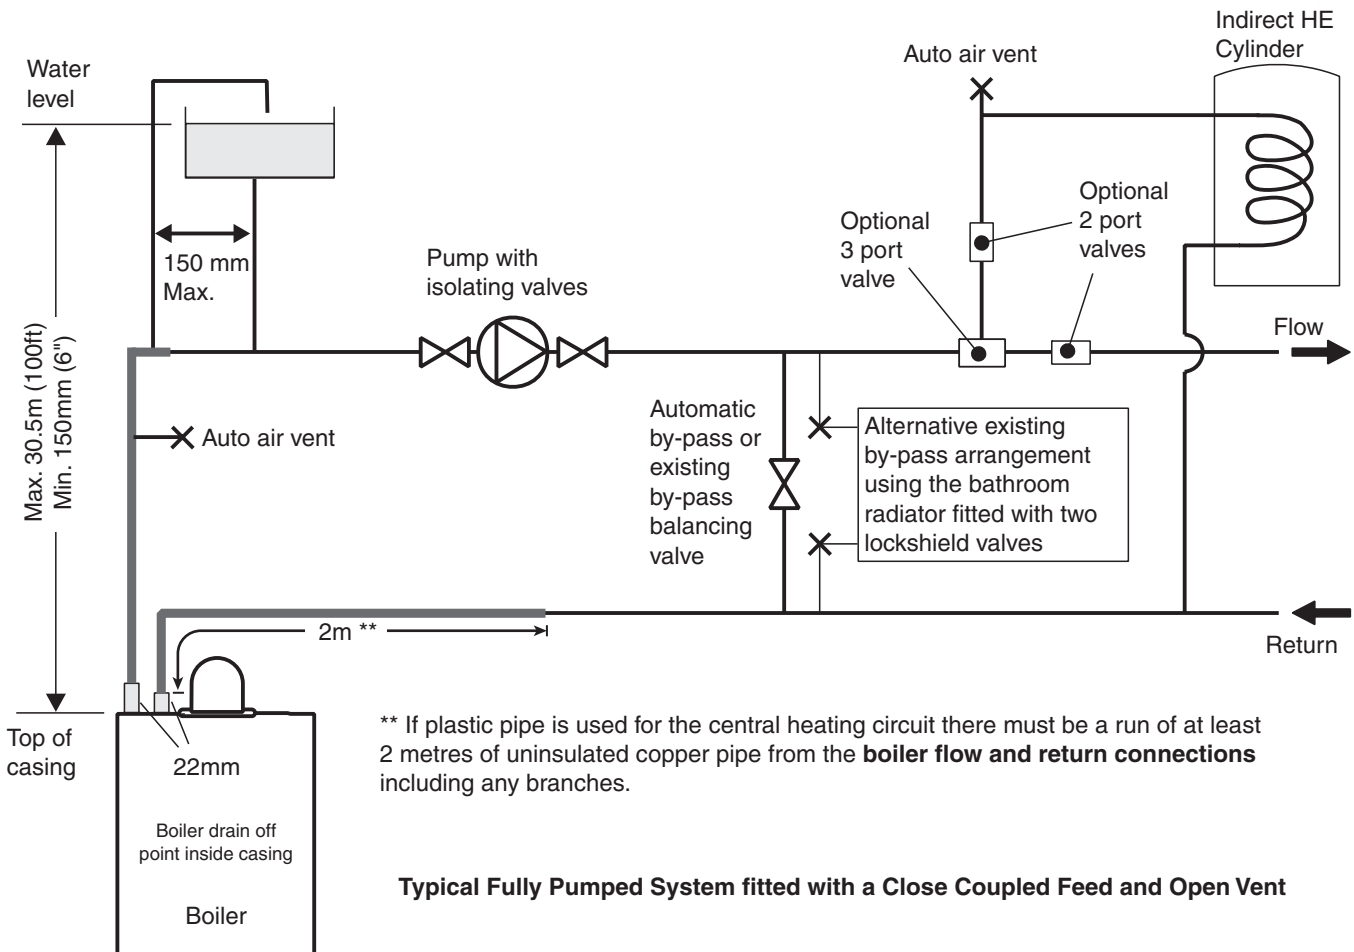 Indirect HE
Cylinder
Auto air vent
Water
level
Optional
2 port
valves
Optional
3 port
valve
150 mm
Max.
Pump with
isolating valves
Flow
Max. 30.5m (100ft)
Min. 150mm (6")
Auto air vent
Automatic
by-pass or
existing
by-pass
balancing
valve
Alternative existing
by-pass arrangement
using the bathroom
radiator fitted with two
lockshield valves
2m **
Return
Top of
casing
22mm
** If plastic pipe is used for the central heating circuit there must be a run of at least
2 metres of uninsulated copper pipe from the boiler flow and return connections
including any branches.
Boiler drain off
point inside casing
Boiler
Typical Fully Pumped System fitted with a Close Coupled Feed and Open Vent